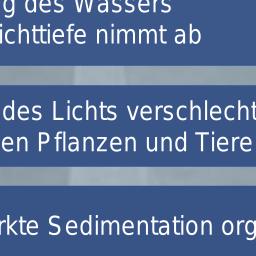 g des Wassers
ichttiefe nimmt ab
des Lichts verschlecht
en Pflanzen und Tiere
rkte Sedimentation org